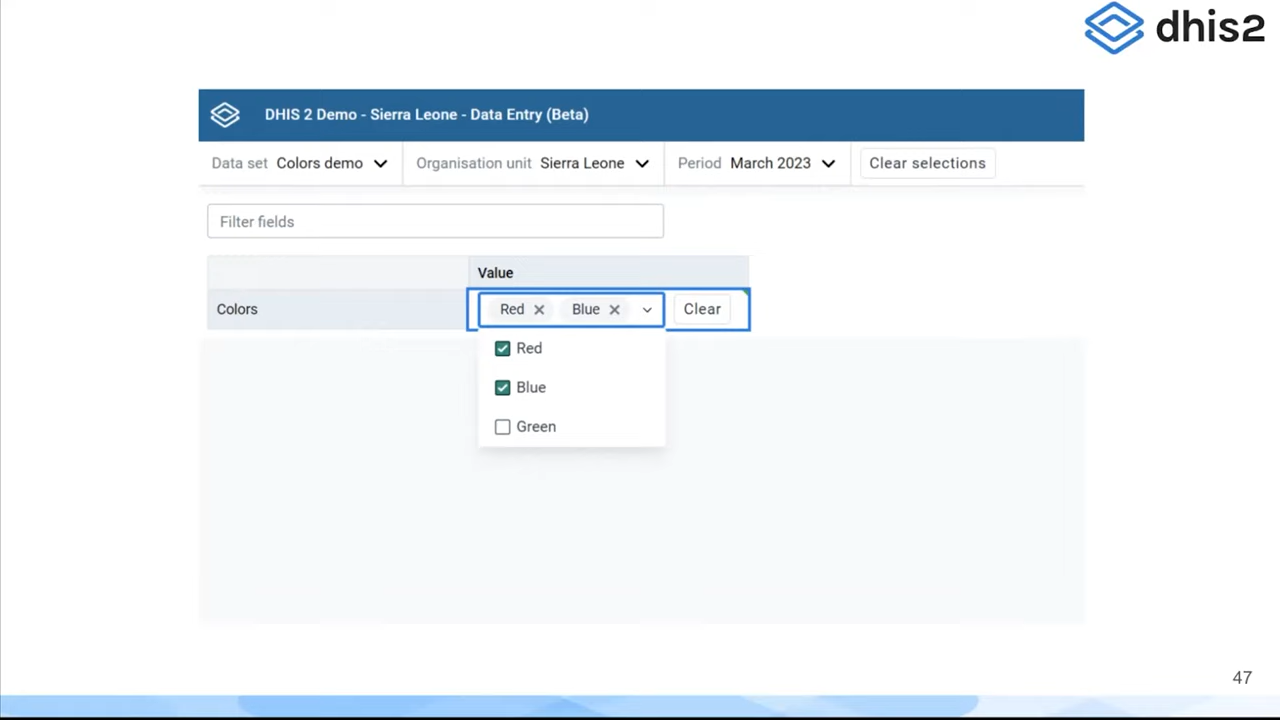 dhis2
DHIS 2 Demo - Sierra Leone - Data Entry (Beta)
Data set Colors demo Organisation unit Sierra Leone Period March 2023 Clear selections
Filter fields
Value
Colors Red Blue Clear
Red
Blue
Green
47